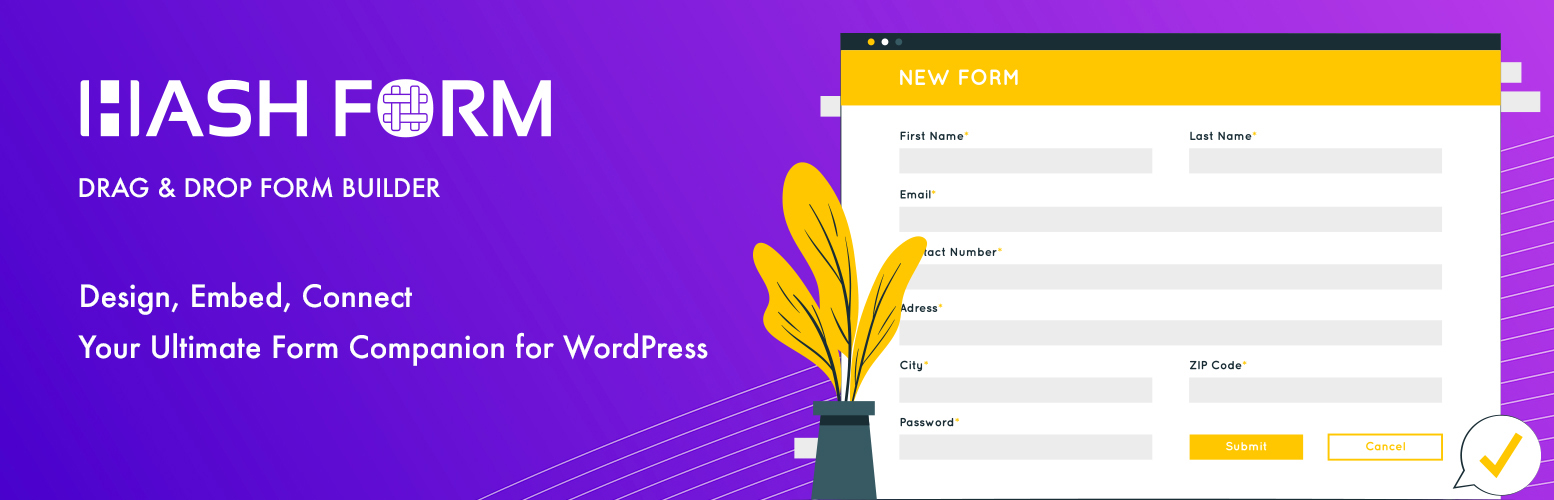 HASH FORM
DRAG & DROP FORM BUILDER
Design, Embed, Connect
Your Ultimate Form Companion for WordPress
NEW FORM
First Name* Last Name*
Email*
tact Number*
Adress*
City* ZIP Code*
Password*
Submit Cancel